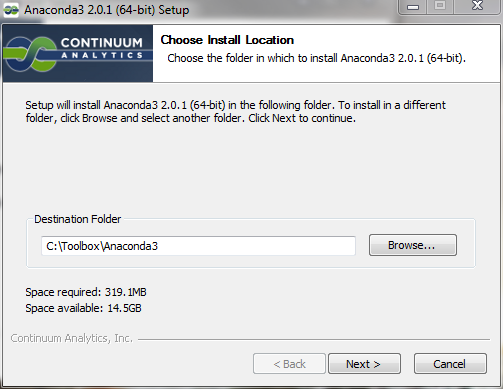 Anaconda3 2.0.1 (64-bit) Setup
CONTINUUM
ANALYTICS
Choose Install Location
Choose the folder in which to install Anaconda3 2.0.1 (64-bit).
Setup will install Anaconda3 2.0.1 (64-bit) in the following folder. To install in a different
folder, click Browse and select another folder. Click Next to continue.
Destination Folder
C:\Toolbox\Anaconda3
Browse...
Space required: 319.1MB
Space available: 14.5GB
Continuum Analytics, Inc.
< Back
Next >
Cancel